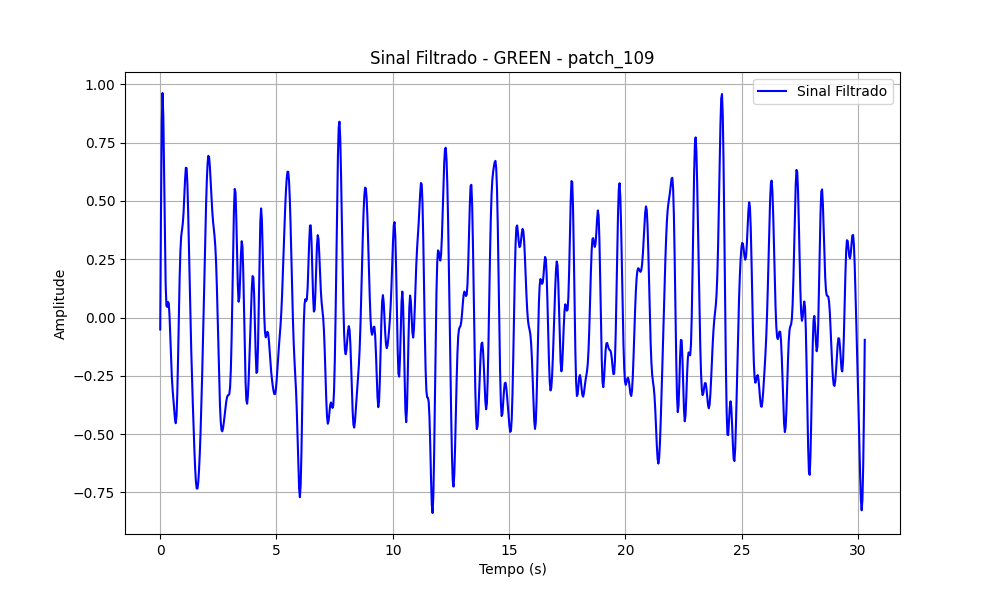 Sinal Filtrado - GREEN - patch_109
Sinal Filtrado
Amplitude
1.00
0.75
0.50
0.25
0.00
−0.25
−0.50
−0.75
0 5 10 15 20 25 30
Tempo (s)